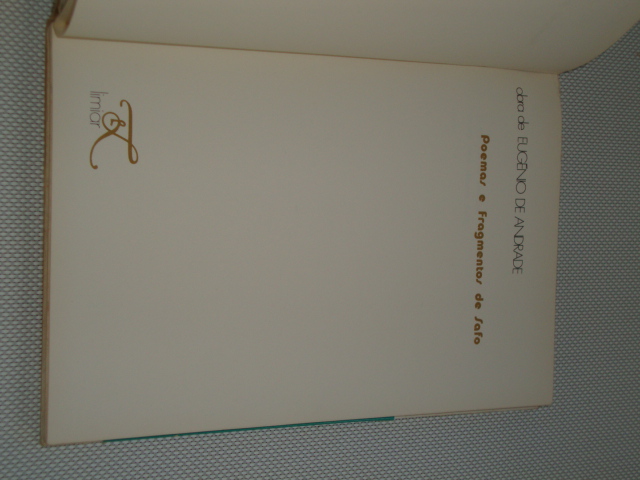 obra de EUGÉNIO DE ANDRADE
Poemas e Fragmentos de Safo
limiar